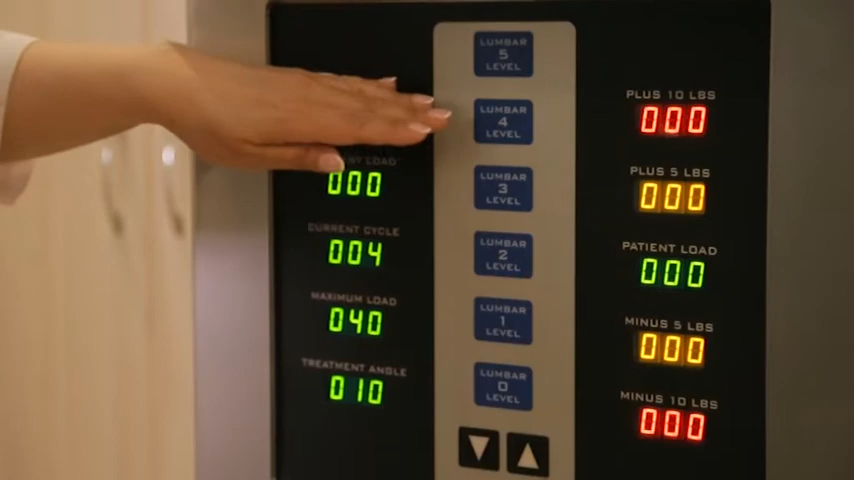 LUMBAR
5
LEVEL
LUMBAR
4
LEVEL
LUMBAR
3
LEVEL
LUMBAR
2
LEVEL
LUMBAR
1
LEVEL
LUMBAR
0
LEVEL
LOAD
000
CURRENT CYCLE
004
MAXIMUM LOAD
040
TREATMENT ANGLE
010
PLUS 10 LBS
000
PLUS 5 LBS
000
PATIENT LOAD
000
MINUS 5 LBS
000
MINUS 10 LBS
000